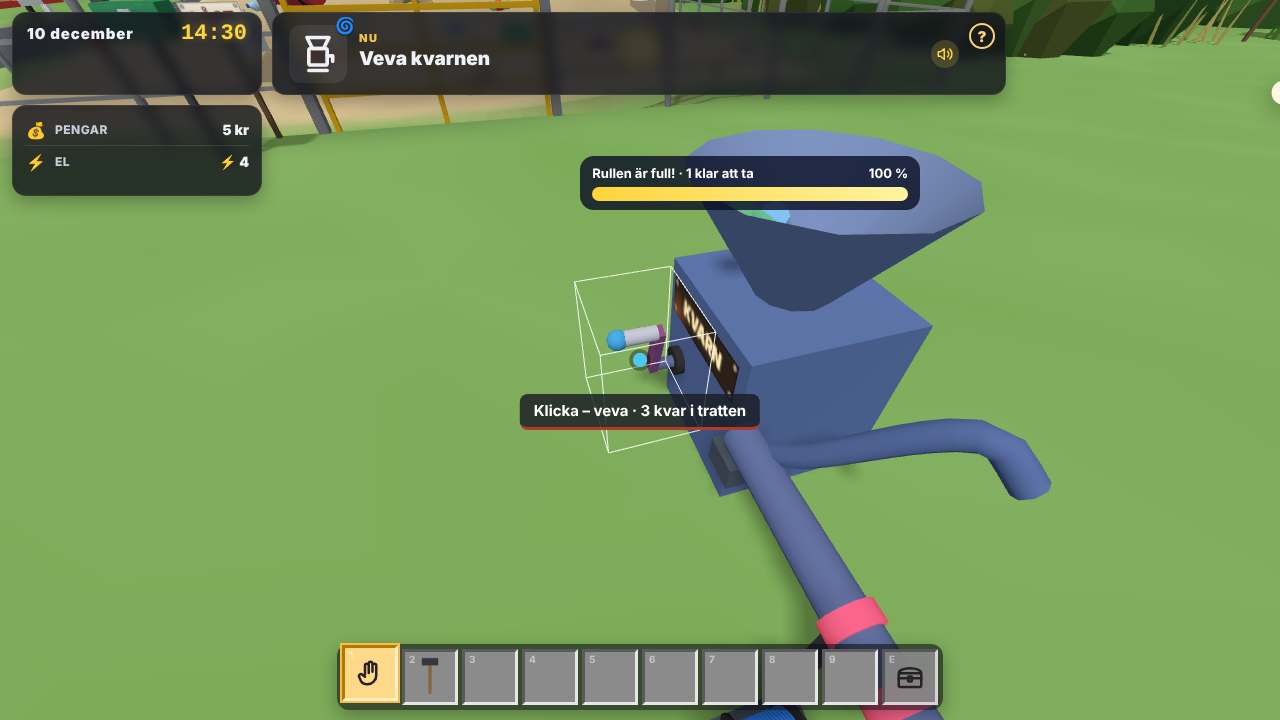 10 december 14:30
NU
Veva kvarnen
?
PENGAR 5 kr
EL 4
Rullen är full! · 1 klar att ta 100 %
KVARN
Klicka – veva · 3 kvar i tratten
2 3 4 5 6 7 8 9 E